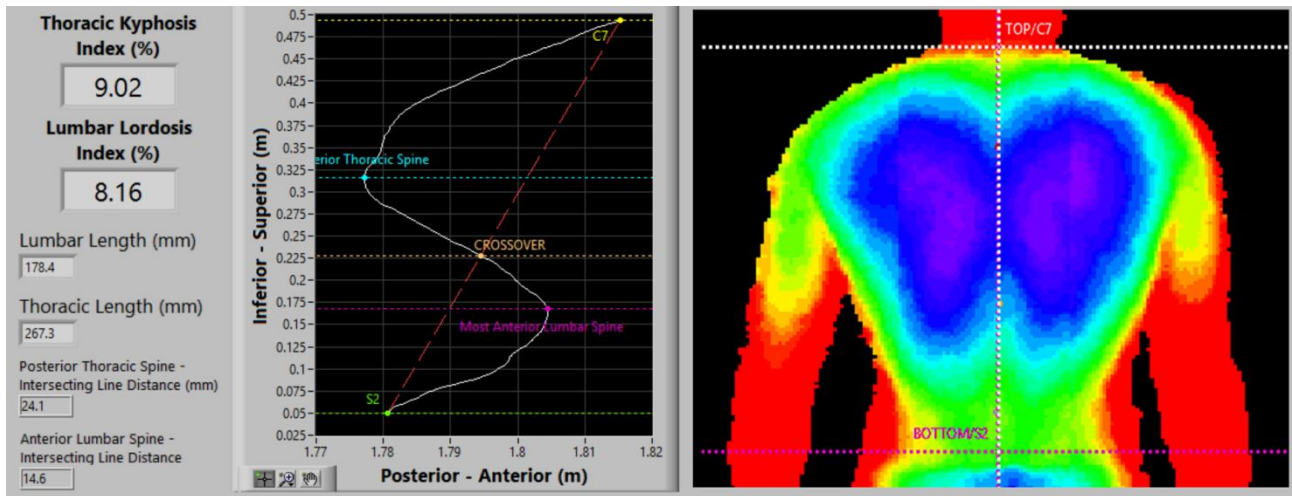 Thoracic Kyphosis
Index (%)
9.02
Lumbar Lordosis
Index (%)
8.16
Lumbar Length (mm)
178.4
Thoracic Length (mm)
267.3
Posterior Thoracic Spine -
Intersecting Line Distance (mm)
24.1
Anterior Lumbar Spine -
Intersecting Line Distance
14.6
Inferior - Superior (m)
0.5
0.475
0.45
0.425
0.4
0.375
0.35
0.325
0.3
0.275
0.25
0.225
0.2
0.175
0.15
0.125
0.1
0.075
0.05
0.025
C7
erior Thoracic Spine
CROSSOVER
Most Anterior Lumbar Spine
S2
1.77
1.78
1.79
1.8
1.81
1.82
Posterior - Anterior (m)
TOP/C7
BOTTOM/S2